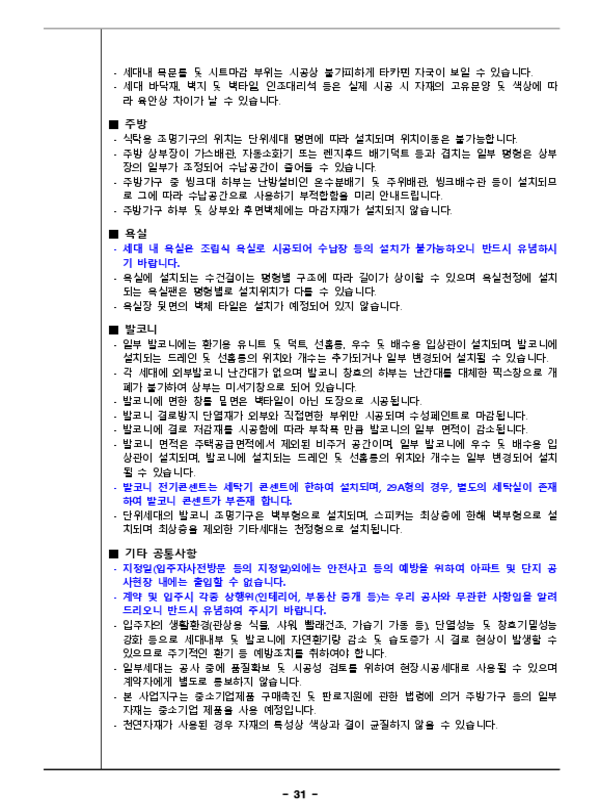 - 세대내 목문틀 및 시트마감 부위는 시공상 불가피하게 타카핀 자국이 보일 수 있습니다.
- 세대 바닥재, 벽지 및 벽타일, 인조대리석 등은 실제 시공 시 자재의 고유문양 및 색상에 따
라 육안상 차이가 날 수 있습니다.
■ 주방
- 식탁용 조명기구의 위치는 단위세대 평면에 따라 설치되며 위치이동은 불가능합니다.
- 주방 상부장이 가스배관, 자동소화기 또는 렌지후드 배기덕트 등과 겹치는 일부 평형은 상부
장의 일부가 조정되어 수납공간이 줄어들 수 있습니다.
- 주방가구 중 씽크대 하부는 난방설비인 온수분배기 및 주위배관, 씽크배수관 등이 설치되므
로 그에 따라 수납공간으로 사용하기 부적합함을 미리 안내드립니다.
- 주방가구 하부 및 상부와 후면벽체에는 마감자재가 설치되지 않습니다.
■ 욕실
- 세대 내 욕실은 조립식 욕실로 시공되어 수납장 등의 설치가 불가능하오니 반드시 유념하시
기 바랍니다.
- 욕실에 설치되는 수건걸이는 평형별 구조에 따라 길이가 상이할 수 있으며 욕실천정에 설치
되는 욕실팬은 평형별로 설치위치가 다를 수 있습니다.
- 욕실장 뒷면의 벽체 타일은 설치가 예정되어 있지 않습니다.
■ 발코니
- 일부 발코니에는 환기용 유니트 및 덕트, 선홈통, 우수 및 배수용 입상관이 설치되며, 발코니에
설치되는 드레인 및 선홈통의 위치와 개수는 추가되거나 일부 변경되어 설치될 수 있습니다.
- 각 세대에 외부발코니 난간대가 없으며 발코니 창호의 하부는 난간대를 대체한 픽스창으로 개
폐가 불가하며 상부는 미서기창으로 되어 있습니다.
- 발코니에 면한 창틀 밑면은 벽타일이 아닌 도장으로 시공됩니다.
- 발코니 결로방지 단열재가 외부와 직접면한 부위만 시공되며 수성페인트로 마감됩니다.
- 발코니에 결로 저감재를 시공함에 따라 부착폭 만큼 발코니의 일부 면적이 감소됩니다.
- 발코니 면적은 주택공급면적에서 제외된 비주거 공간이며, 일부 발코니에 우수 및 배수용 입
상관이 설치되며, 발코니에 설치되는 드레인 및 선홈통의 위치와 개수는 일부 변경되어 설치
될 수 있습니다.
- 발코니 전기콘센트는 세탁기 콘센트에 한하여 설치되며, 29A형의 경우, 별도의 세탁실이 존재
하여 발코니 콘센트가 부존재 합니다.
- 단위세대의 발코니 조명기구은 벽부형으로 설치되며, 스피커는 최상층에 한해 벽부형으로 설
치되며 최상층을 제외한 기타세대는 천정형으로 설치됩니다.
■ 기타 공통사항
- 지정일(입주자사전방문 등의 지정일)외에는 안전사고 등의 예방을 위하여 아파트 및 단지 공
사현장 내에는 출입할 수 없습니다.
- 계약 및 입주시 각종 상행위(인테리어, 부동산 중개 등)는 우리 공사와 무관한 사항임을 알려
드리오니 반드시 유념하여 주시기 바랍니다.
- 입주자의 생활환경(관상용 식물, 샤워, 빨래건조, 가습기 가동 등), 단열성능 및 창호기밀성능
강화 등으로 세대내부 및 발코니에 자연환기량 감소 및 습도증가 시 결로 현상이 발생할 수
있으므로 주기적인 환기 등 예방조치를 취하여야 합니다.
- 일부세대는 공사 중에 품질확보 및 시공성 검토를 위하여 현장시공세대로 사용될 수 있으며
계약자에게 별도로 통보하지 않습니다.
- 본 사업지구는 중소기업제품 구매촉진 및 판로지원에 관한 법령에 의거 주방가구 등의 일부
자재는 중소기업 제품을 사용 예정입니다.
- 천연자재가 사용된 경우 자재의 특성상 색상과 결이 균질하지 않을 수 있습니다.
- 31 -